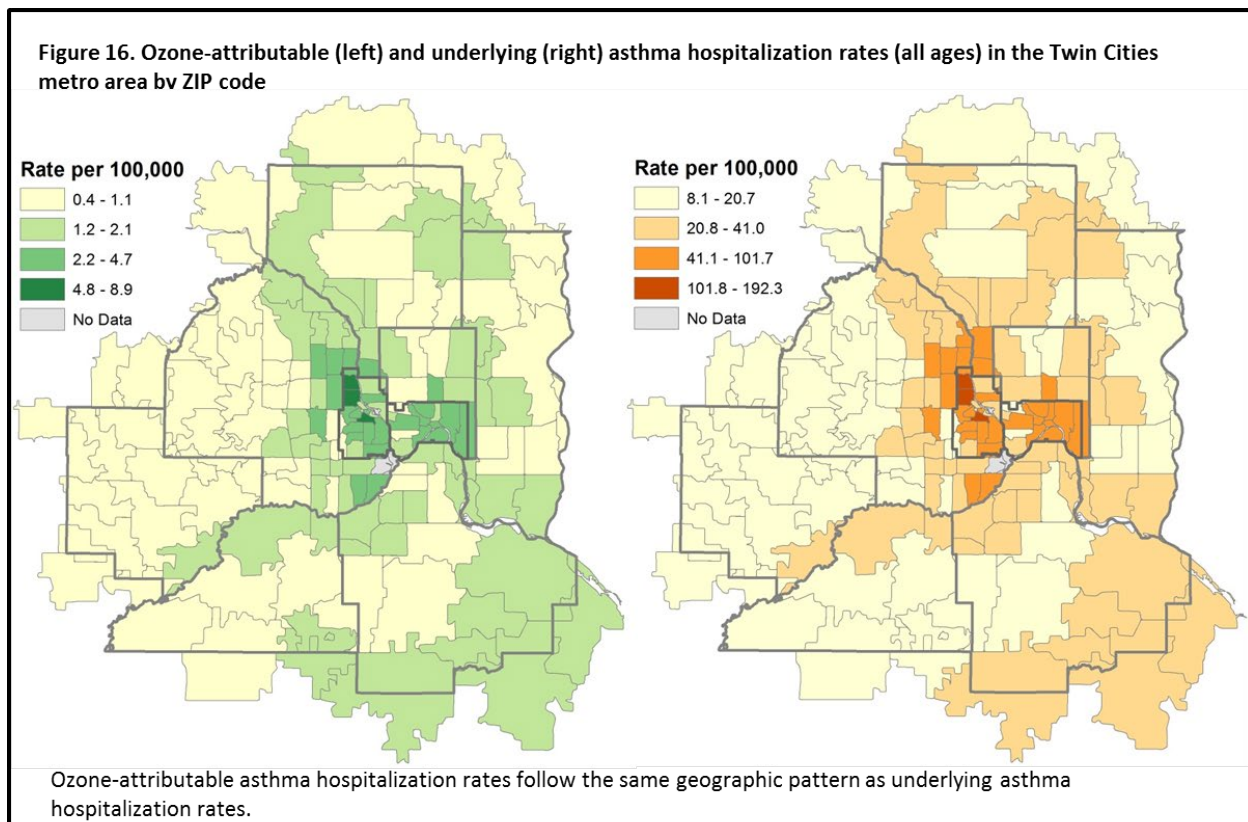 Figure 16. Ozone-attributable (left) and underlying (right) asthma hospitalization rates (all ages) in the Twin Cities
metro area by ZIP code
Rate per 100,000
0.4 - 1.1
1.2 - 2.1
2.2 - 4.7
4.8 - 8.9
No Data
Rate per 100,000
8.1 - 20.7
20.8 - 41.0
41.1 - 101.7
101.8 - 192.3
No Data
Ozone-attributable asthma hospitalization rates follow the same geographic pattern as underlying asthma
hospitalization rates.